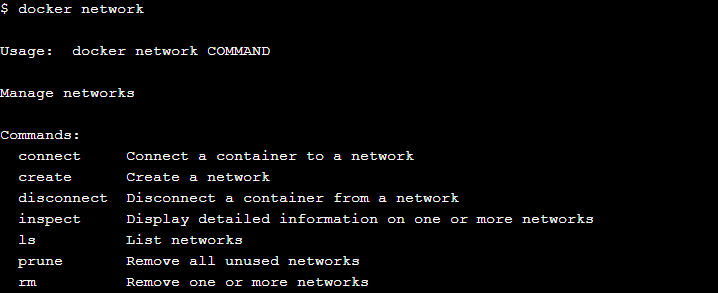 $ docker network
Usage:  docker network COMMAND
Manage networks
Commands:
  connect     Connect a container to a network
  create      Create a network
  disconnect  Disconnect a container from a network
  inspect     Display detailed information on one or more networks
  ls          List networks
  prune       Remove all unused networks
  rm          Remove one or more networks